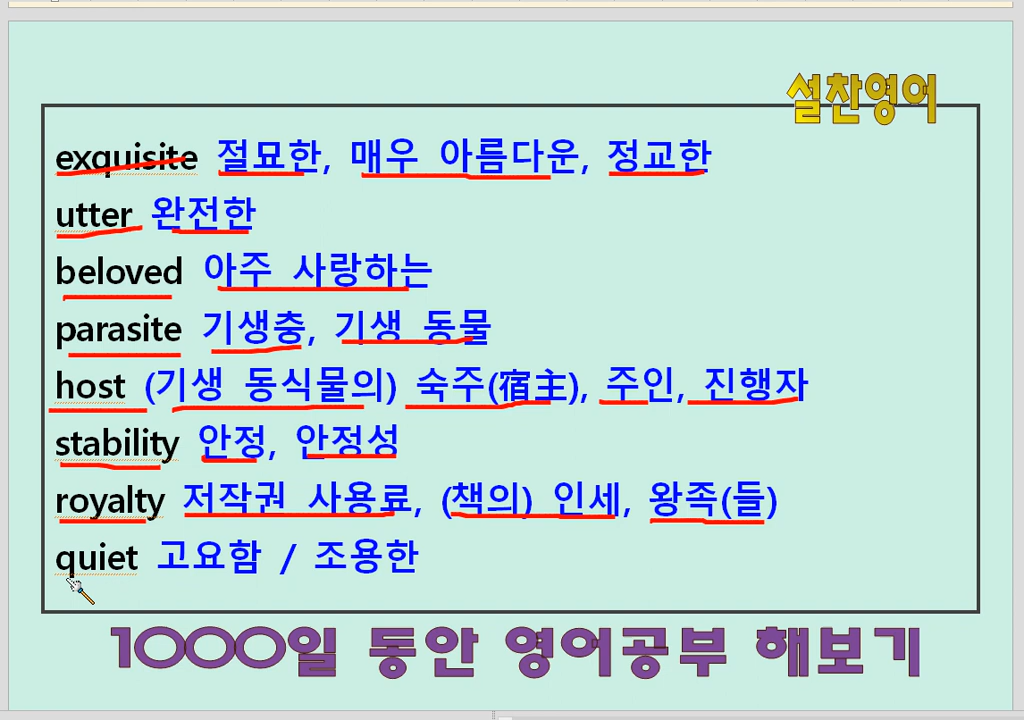 설찬영어
exquisite 절묘한, 매우 아름다운, 정교한
utter 완전한
beloved 아주 사랑하는
parasite 기생충, 기생 동물
host (기생 동식물의) 숙주(宿主), 주인, 진행자
stability 안정, 안정성
royalty 저작권 사용료, (책의) 인세, 왕족(들)
quiet 고요함 / 조용한
1000일 동안 영어공부 해보기